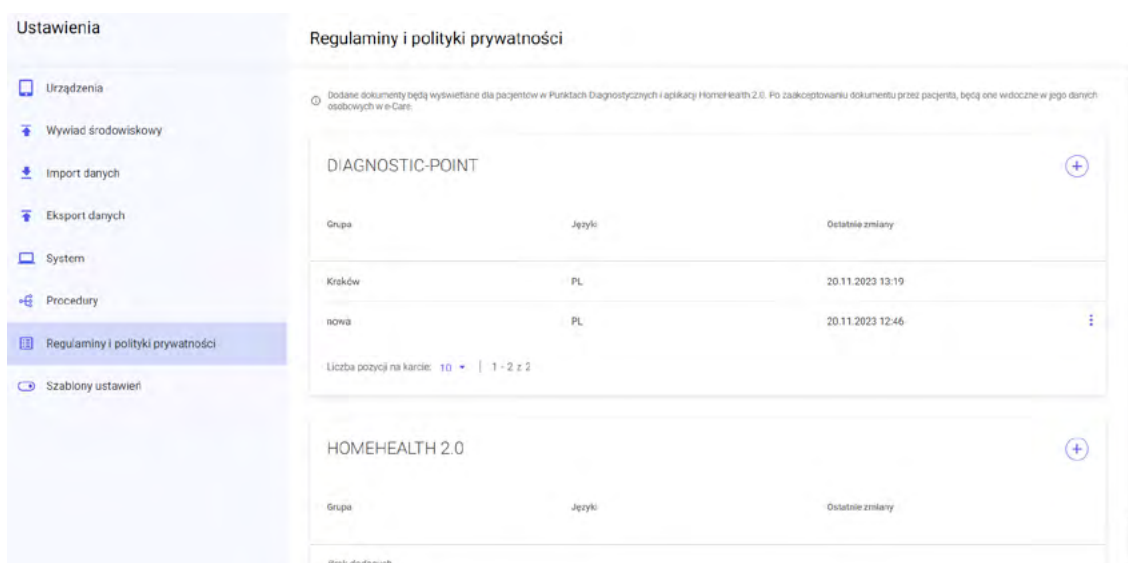 Ustawienia
Urządzenia
Wywiad środowiskowy
Import danych
Eksport danych
System
Procedury
Regulaminy i polityki prywatności
Szablony ustawień
Regulaminy i polityki prywatności
Dodane dokumenty będą wyświetlane dla pacjentów w Punktach Diagnostycznych i aplikacji HomeHealth 2.0. Po zaakceptowaniu dokumentu przez pacjenta, będą one widoczne w jego danych
osobowych w e-Care.
DIAGNOSTIC-POINT
Grupa Języki Ostatnie zmiany
Kraków PL 20.11.2023 13:19
nowa PL 20.11.2023 12:46
Liczba pozycji na karcie: 10 | 1 - 2 z 2
HOMEHEALTH 2.0
Grupa Języki Ostatnie zmiany